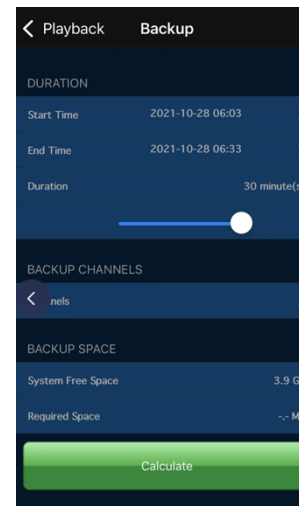 Playback Backup
DURATION
Start Time 2021-10-28 06:03
End Time 2021-10-28 06:33
Duration 30 minute(s
BACKUP CHANNELS
nels
BACKUP SPACE
System Free Space 3.9 G
Required Space -.- M
Calculate